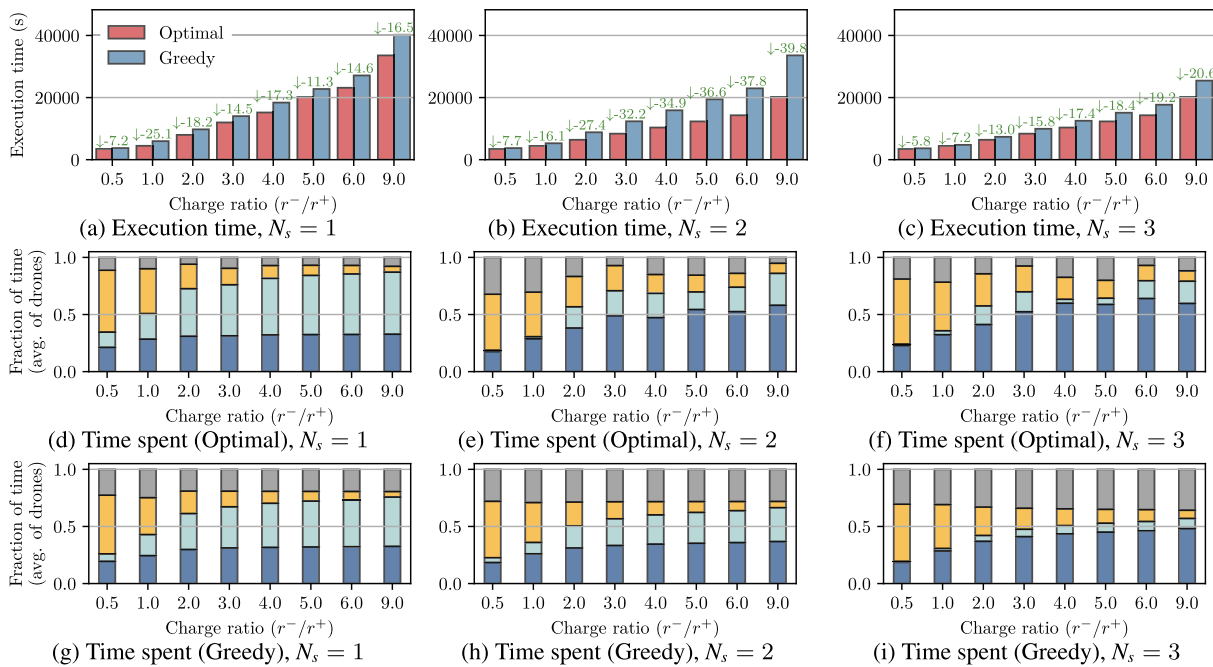 Execution time (s)
40000
20000
0
Optimal
Greedy
↓-7.2
↓-25.1
↓-18.2
↓-14.5
↓-17.3
↓-11.3
↓-14.6
↓-16.5
0.5 1.0 2.0 3.0 4.0 5.0 6.0 9.0
Charge ratio (r⁻/r⁺)
(a) Execution time, Nₛ = 1
40000
20000
0
↓-7.7
↓-16.1
↓-27.4
↓-32.2
↓-34.9
↓-36.6
↓-37.8
↓-39.8
0.5 1.0 2.0 3.0 4.0 5.0 6.0 9.0
Charge ratio (r⁻/r⁺)
(b) Execution time, Nₛ = 2
40000
20000
0
↓-5.8
↓-7.2
↓-13.0
↓-15.8
↓-17.4
↓-18.4
↓-19.2
↓-20.6
0.5 1.0 2.0 3.0 4.0 5.0 6.0 9.0
Charge ratio (r⁻/r⁺)
(c) Execution time, Nₛ = 3
Fraction of time
(avg. of drones)
1.0
0.5
0.0
0.5 1.0 2.0 3.0 4.0 5.0 6.0 9.0
Charge ratio (r⁻/r⁺)
(d) Time spent (Optimal), Nₛ = 1
1.0
0.5
0.0
0.5 1.0 2.0 3.0 4.0 5.0 6.0 9.0
Charge ratio (r⁻/r⁺)
(e) Time spent (Optimal), Nₛ = 2
1.0
0.5
0.0
0.5 1.0 2.0 3.0 4.0 5.0 6.0 9.0
Charge ratio (r⁻/r⁺)
(f) Time spent (Optimal), Nₛ = 3
Fraction of time
(avg. of drones)
1.0
0.5
0.0
0.5 1.0 2.0 3.0 4.0 5.0 6.0 9.0
Charge ratio (r⁻/r⁺)
(g) Time spent (Greedy), Nₛ = 1
1.0
0.5
0.0
0.5 1.0 2.0 3.0 4.0 5.0 6.0 9.0
Charge ratio (r⁻/r⁺)
(h) Time spent (Greedy), Nₛ = 2
1.0
0.5
0.0
0.5 1.0 2.0 3.0 4.0 5.0 6.0 9.0
Charge ratio (r⁻/r⁺)
(i) Time spent (Greedy), Nₛ = 3